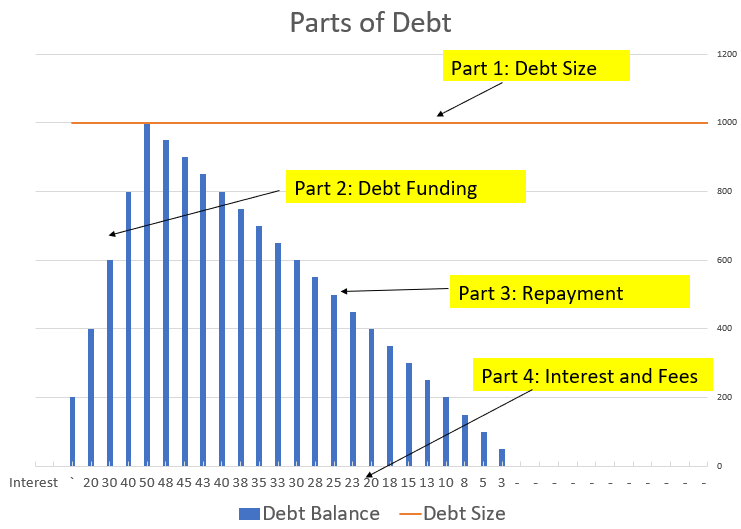 Parts of Debt
1200
Part 1: Debt Size
1000
Part 2: Debt Funding
800
600
Part 3: Repayment
400
Part 4: Interest and Fees
200
Interest ` 20 30 40 50 48 45 43 40 38 35 33 30 28 25 23 20 18 15 13 10 8 5 3 - - - - - - - - - - -
Debt Balance Debt Size